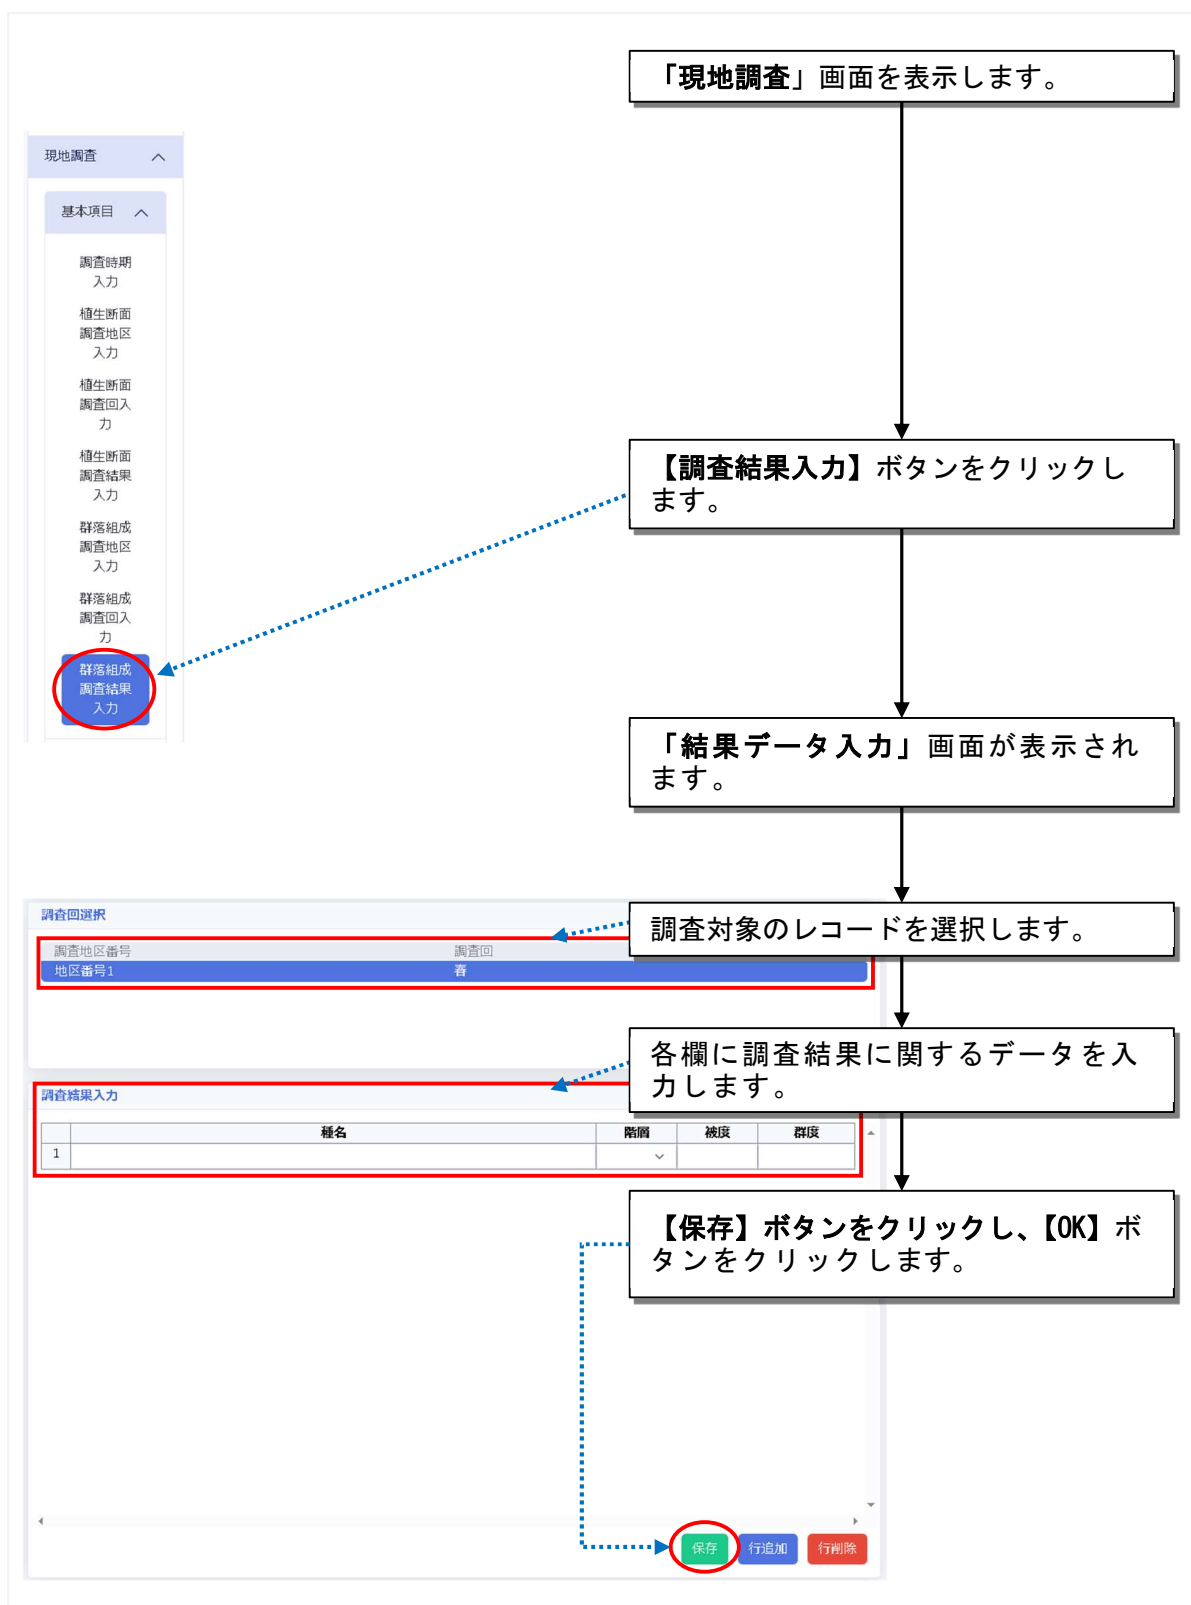 「現地調査」画面を表示します。
現地調査
基本項目
調査時期
入力
植生断面
調査地区
入力
植生断面
調査回入
力
植生断面
調査結果
入力
群落組成
調査地区
入力
群落組成
調査回入
力
群落組成
調査結果
入力
【調査結果入力】ボタンをクリックし
ます。
「結果データ入力」画面が表示され
ます。
調査回選択
調査対象のレコードを選択します。
調査地区番号 調査回
地区番号1 春
各欄に調査結果に関するデータを入
力します。
調査結果入力
種名 階層 被度 群度
1
【保存】ボタンをクリックし、【OK】ボ
タンをクリックします。
保存 行追加 行削除